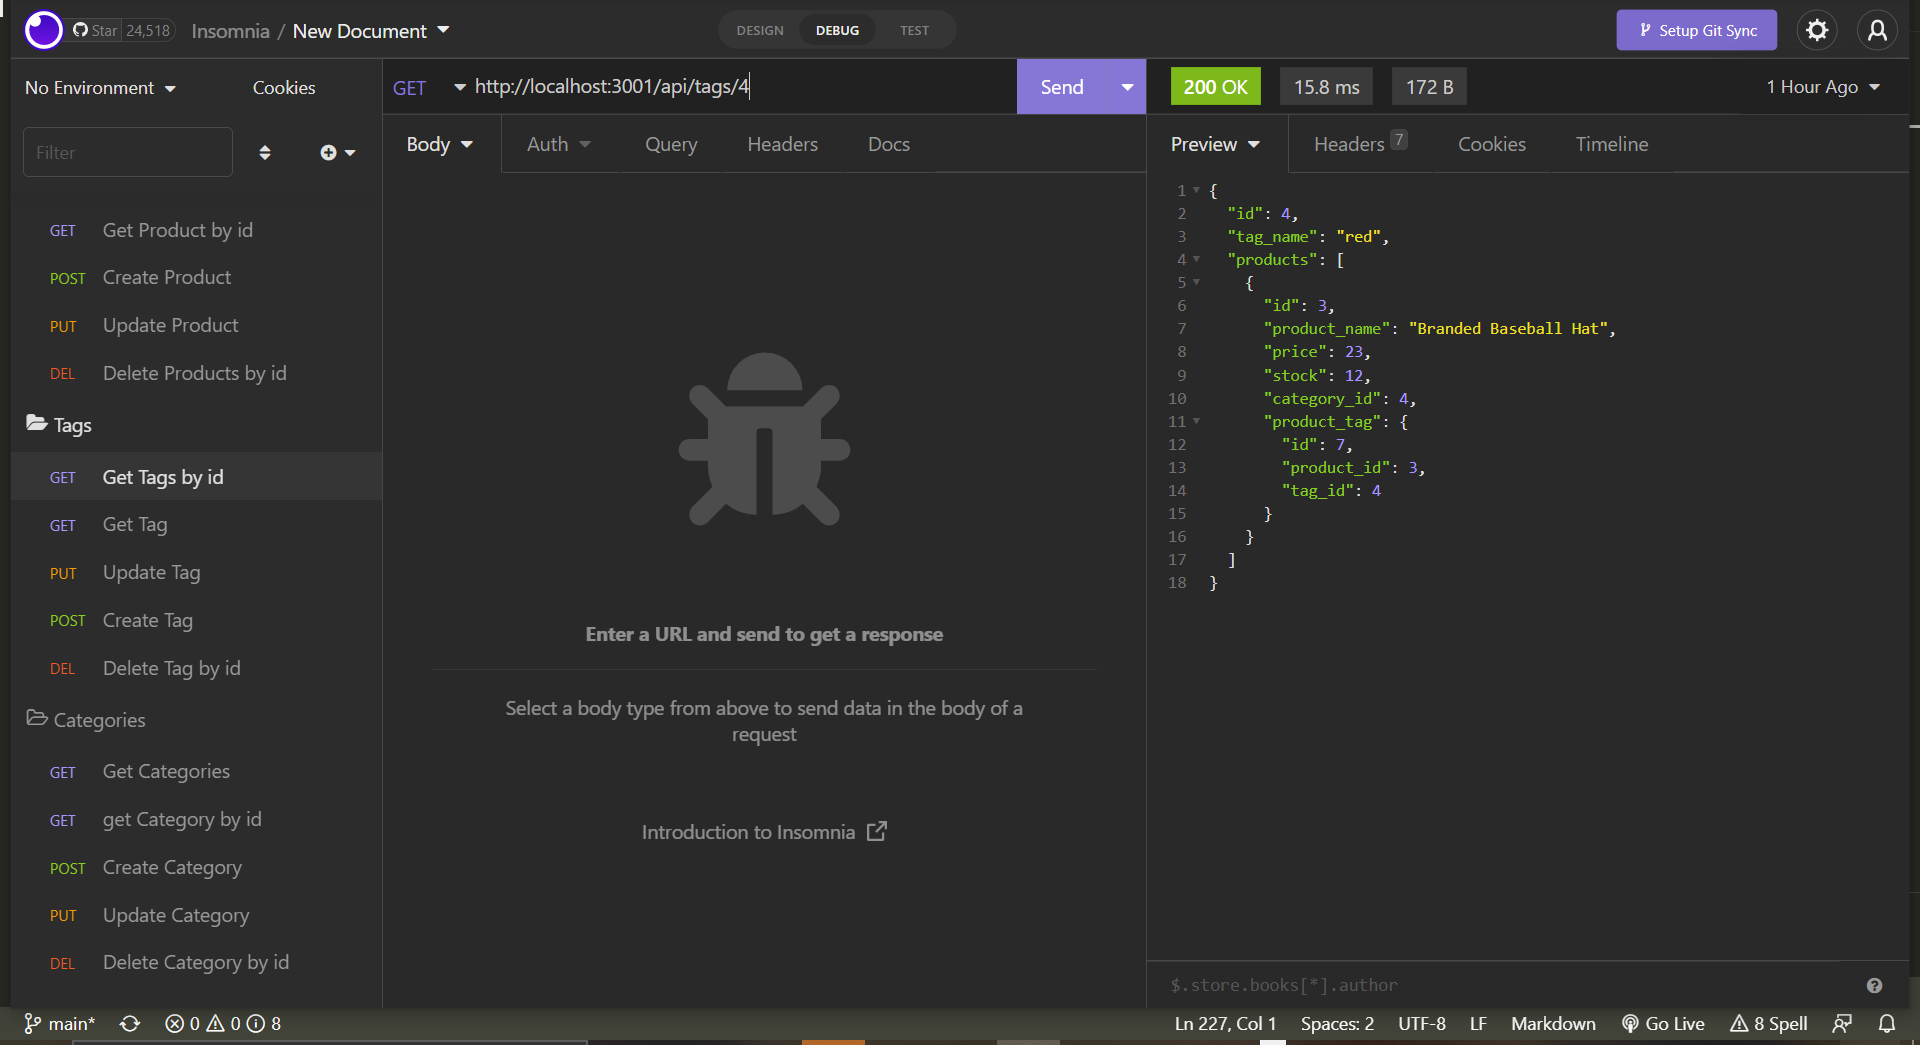 Star 24,518 Insomnia / New Document DESIGN DEBUG TEST Setup Git Sync
No Environment Cookies
GET http://localhost:3001/api/tags/4 Send 200 OK 15.8 ms 172 B 1 Hour Ago
Filter
Body Auth Query Headers Docs
Preview Headers 7 Cookies Timeline
GET Get Product by id
POST Create Product
PUT Update Product
DEL Delete Products by id
Tags
GET Get Tags by id
GET Get Tag
PUT Update Tag
POST Create Tag
DEL Delete Tag by id
Categories
GET Get Categories
GET get Category by id
POST Create Category
PUT Update Category
DEL Delete Category by id
Enter a URL and send to get a response
Select a body type from above to send data in the body of a
request
Introduction to Insomnia
1 {
2 "id": 4,
3 "tag_name": "red",
4 "products": [
5 {
6 "id": 3,
7 "product_name": "Branded Baseball Hat",
8 "price": 23,
9 "stock": 12,
10 "category_id": 4,
11 "product_tag": {
12 "id": 7,
13 "product_id": 3,
14 "tag_id": 4
15 }
16 }
17 ]
18 }
$.store.books[*].author
main* 0 0 8 Ln 227, Col 1 Spaces: 2 UTF-8 LF Markdown Go Live 8 Spell